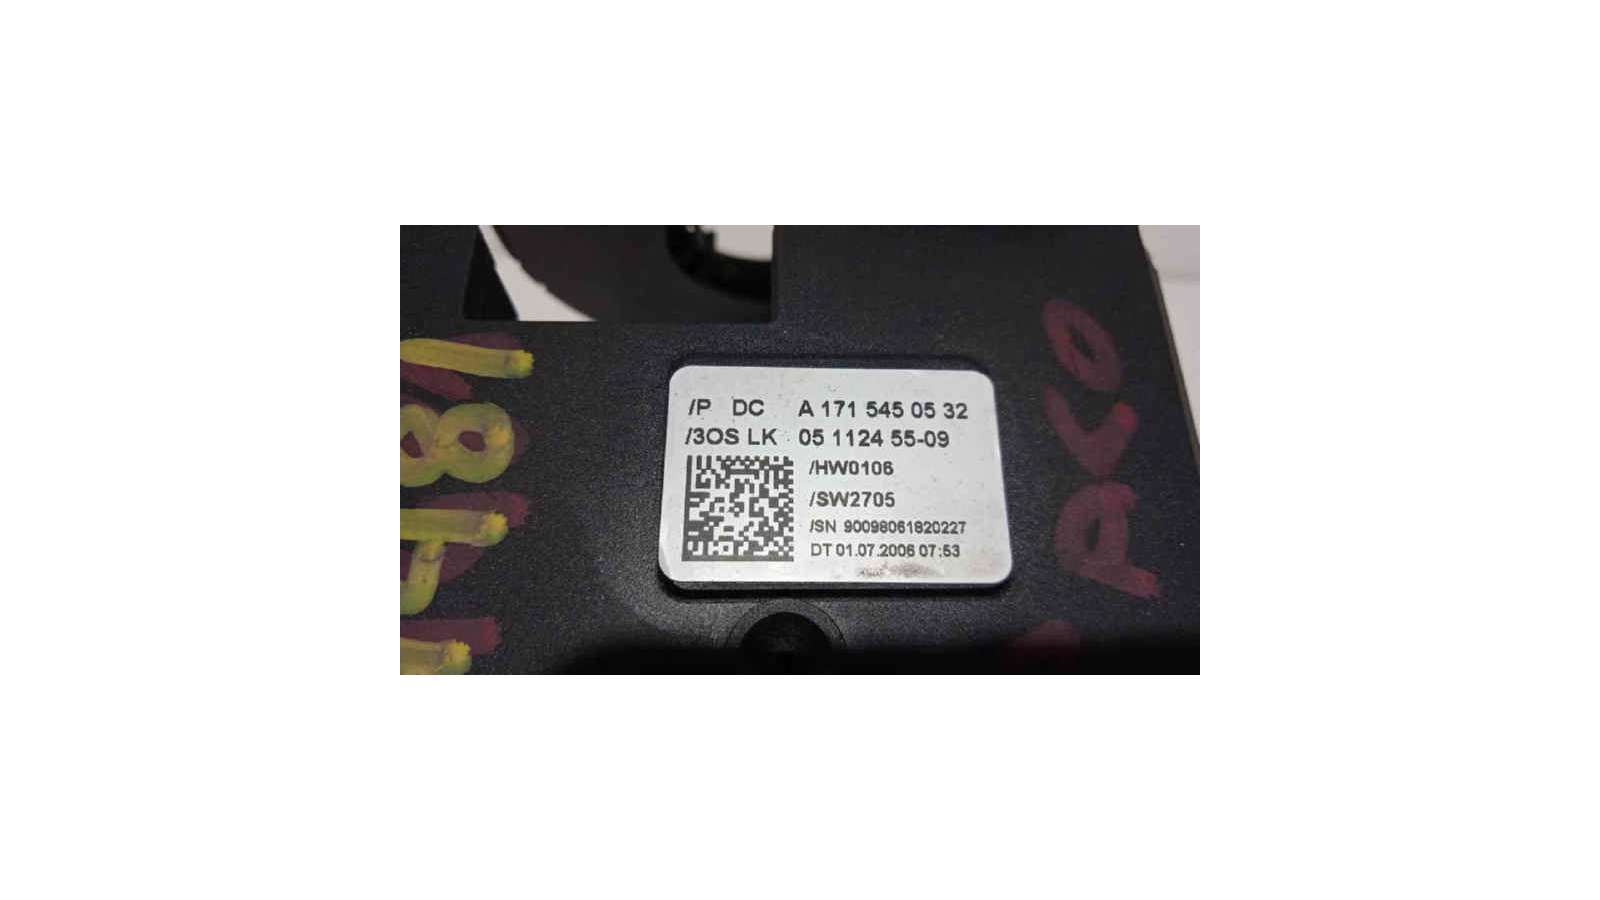 /P DC A 171 545 05 32
/3OS LK 05 1124 55-09
/HW0106
/SW2705
/SN 90098061820227
DT 01.07.2006 07:53